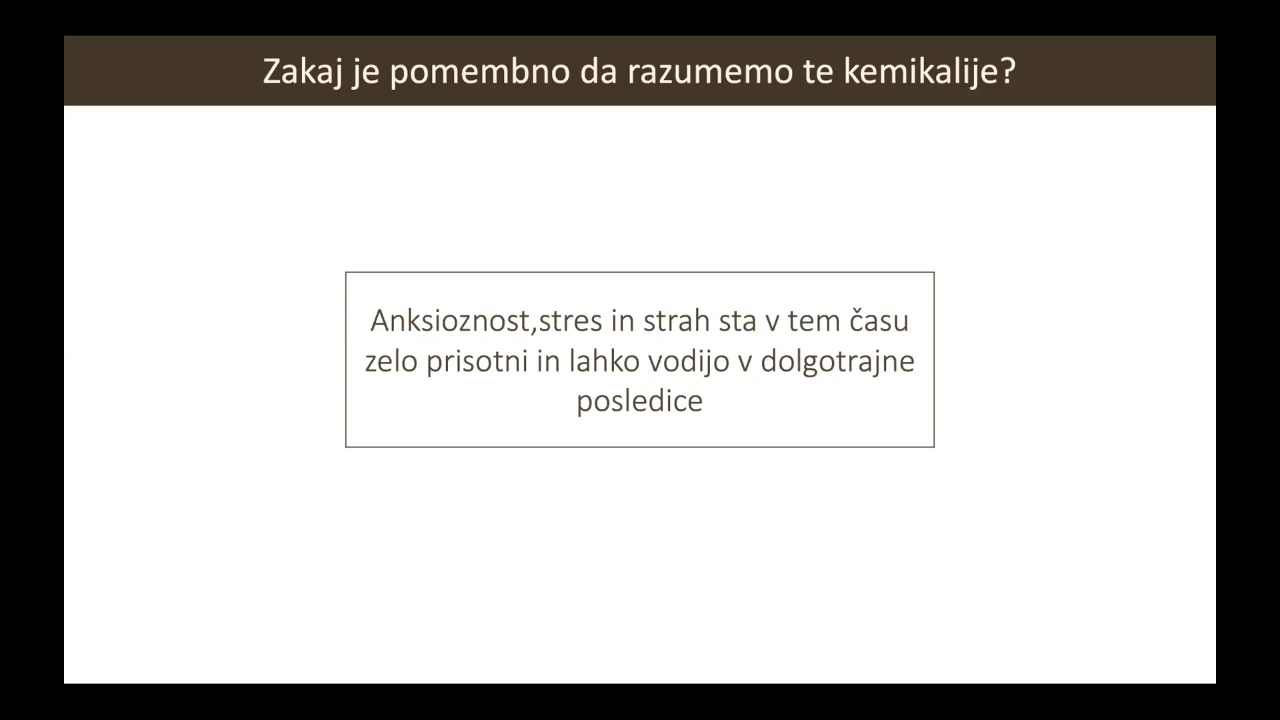 Zakaj je pomembno da razumemo te kemikalije?
Anksioznost,stres in strah sta v tem času
zelo prisotni in lahko vodijo v dolgotrajne
posledice